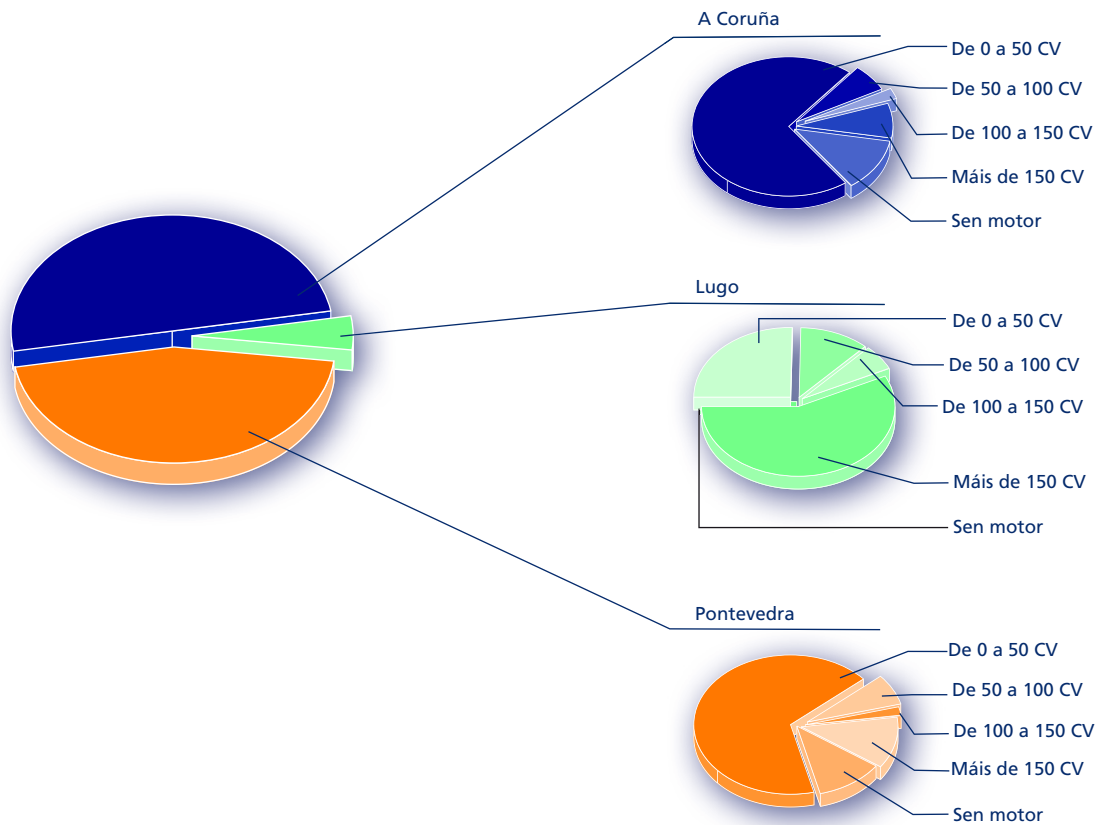 A Coruña
De 0 a 50 CV
De 50 a 100 CV
De 100 a 150 CV
Máis de 150 CV
Sen motor
Lugo
De 0 a 50 CV
De 50 a 100 CV
De 100 a 150 CV
Máis de 150 CV
Sen motor
Pontevedra
De 0 a 50 CV
De 50 a 100 CV
De 100 a 150 CV
Máis de 150 CV
Sen motor